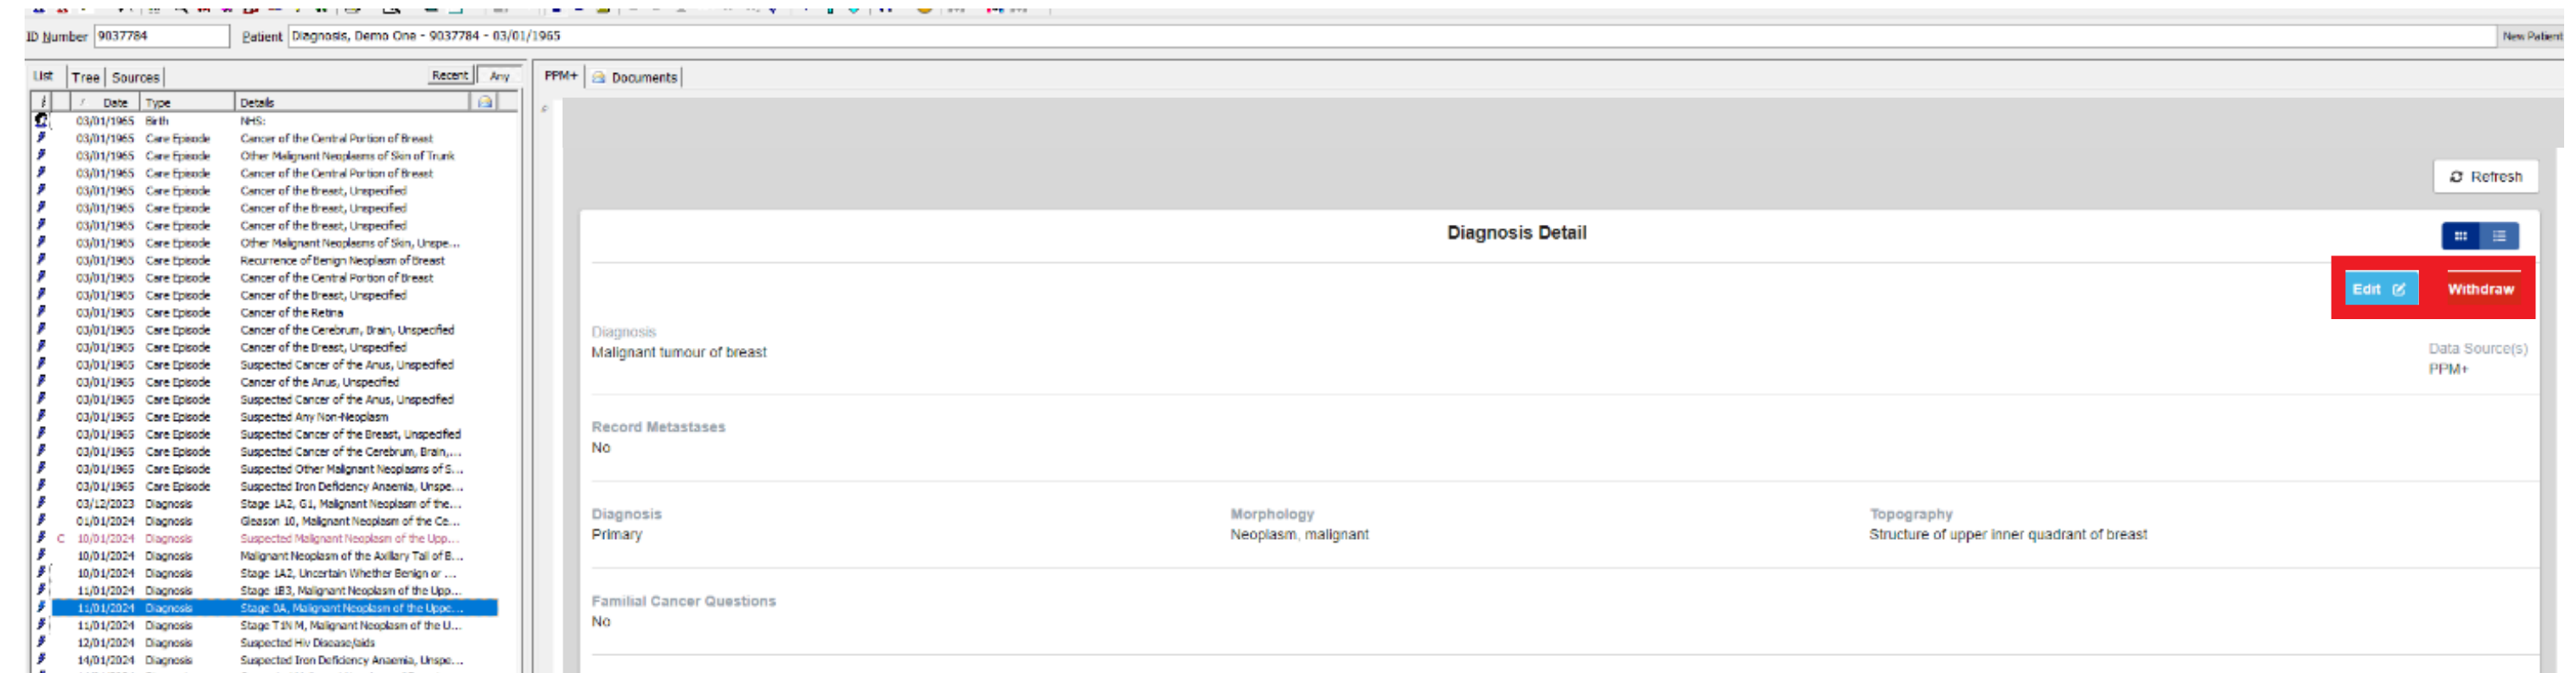 ID Number 9037784 Patient Diagnosis, Demo One - 9037784 - 03/01/1965 New Patient
List Tree Sources Recent Any
Date Type Details
03/01/1965 Birth NHS:
03/01/1965 Care Episode Cancer of the Central Portion of Breast
03/01/1965 Care Episode Other Malignant Neoplasms of Skin of Trunk
03/01/1965 Care Episode Cancer of the Central Portion of Breast
03/01/1965 Care Episode Cancer of the Breast, Unspecified
03/01/1965 Care Episode Cancer of the Breast, Unspecified
03/01/1965 Care Episode Cancer of the Breast, Unspecified
03/01/1965 Care Episode Other Malignant Neoplasms of Skin, Unspe...
03/01/1965 Care Episode Recurrence of Benign Neoplasm of Breast
03/01/1965 Care Episode Cancer of the Central Portion of Breast
03/01/1965 Care Episode Cancer of the Breast, Unspecified
03/01/1965 Care Episode Cancer of the Retina
03/01/1965 Care Episode Cancer of the Cerebrum, Brain, Unspecified
03/01/1965 Care Episode Cancer of the Breast, Unspecified
03/01/1965 Care Episode Suspected Cancer of the Anus, Unspecified
03/01/1965 Care Episode Cancer of the Anus, Unspecified
03/01/1965 Care Episode Suspected Cancer of the Anus, Unspecified
03/01/1965 Care Episode Suspected Any Non-Neoplasm
03/01/1965 Care Episode Suspected Cancer of the Breast, Unspecified
03/01/1965 Care Episode Suspected Cancer of the Cerebrum, Brain,...
03/01/1965 Care Episode Suspected Other Malignant Neoplasms of S...
03/01/1965 Care Episode Suspected Iron Deficiency Anaemia, Unspe...
03/12/2023 Diagnosis Stage 1A2, G1, Malignant Neoplasm of the...
01/01/2024 Diagnosis Gleason 10, Malignant Neoplasm of the Ce...
C 10/01/2024 Diagnosis Suspected Malignant Neoplasm of the Upp...
10/01/2024 Diagnosis Malignant Neoplasm of the Axillary Tail of B...
10/01/2024 Diagnosis Stage 1A2, Uncertain Whether Benign or ...
11/01/2024 Diagnosis Stage 1B3, Malignant Neoplasm of the Upp...
11/01/2024 Diagnosis Stage 0A, Malignant Neoplasm of the Uppe...
11/01/2024 Diagnosis Stage T1N M, Malignant Neoplasm of the U...
12/01/2024 Diagnosis Suspected Hiv Disease/aids
14/01/2024 Diagnosis Suspected Iron Deficiency Anaemia, Unspe...
PPM+ Documents
Refresh
Diagnosis Detail
Edit Withdraw
Diagnosis
Malignant tumour of breast
Data Source(s)
PPM+
Record Metastases
No
Diagnosis Morphology Topography
Primary Neoplasm, malignant Structure of upper inner quadrant of breast
Familial Cancer Questions
No